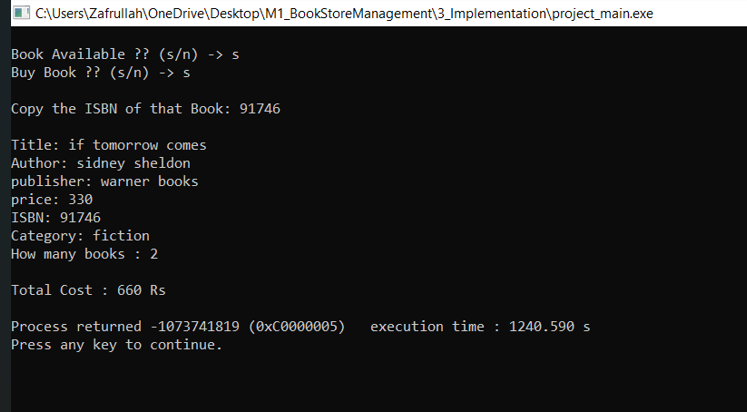 C:\Users\Zafrullah\OneDrive\Desktop\M1_BookStoreManagement\3_Implementation\project_main.exe
Book Available ?? (s/n) -> s
Buy Book ?? (s/n) -> s
Copy the ISBN of that Book: 91746
Title: if tomorrow comes
Author: sidney sheldon
publisher: warner books
price: 330
ISBN: 91746
Category: fiction
How many books : 2
Total Cost : 660 Rs
Process returned -1073741819 (0xC0000005)   execution time : 1240.590 s
Press any key to continue.